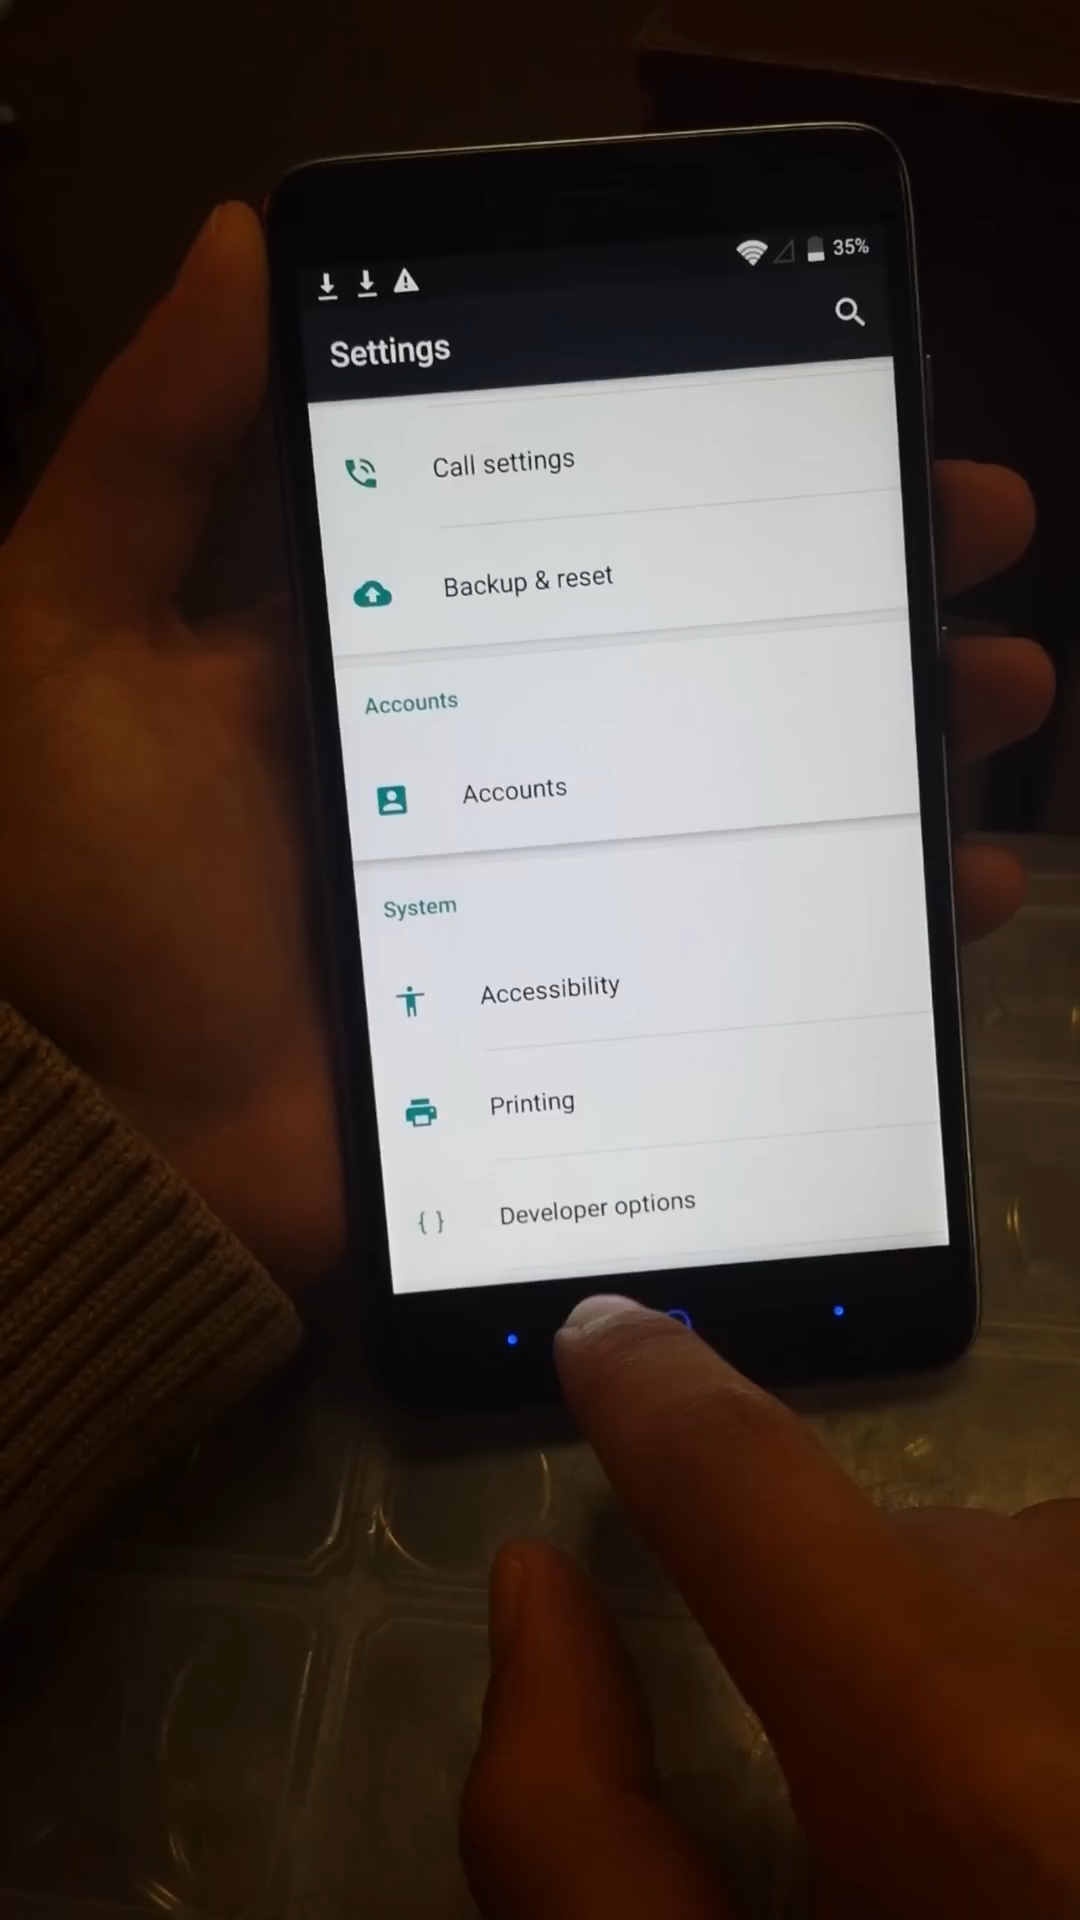 35%
Settings
Call settings
Backup & reset
Accounts
Accounts
System
Accessibility
Printing
{ } Developer options